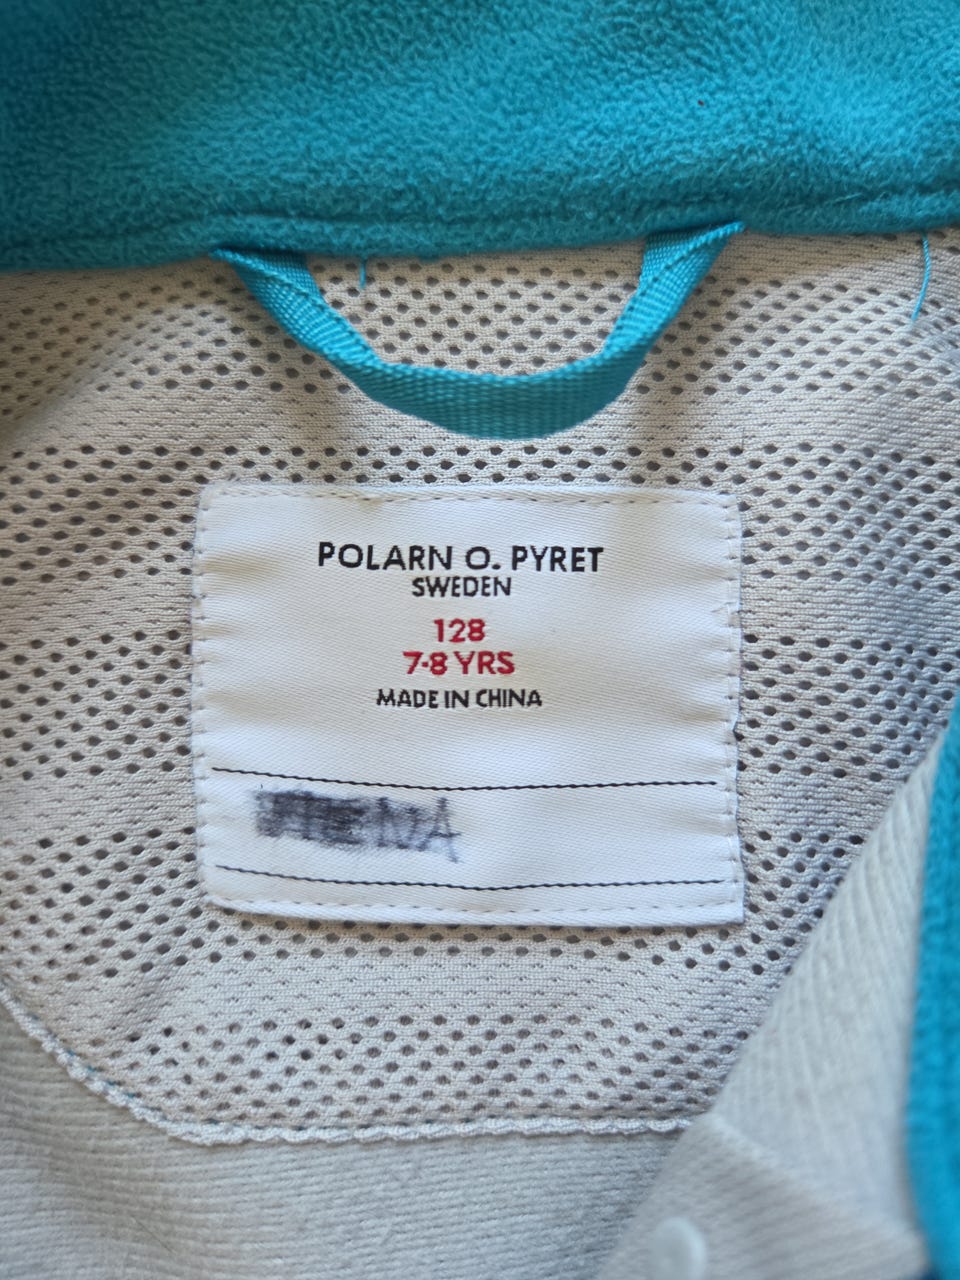 POLARN O. PYRET
SWEDEN
128
7-8 YRS
MADE IN CHINA